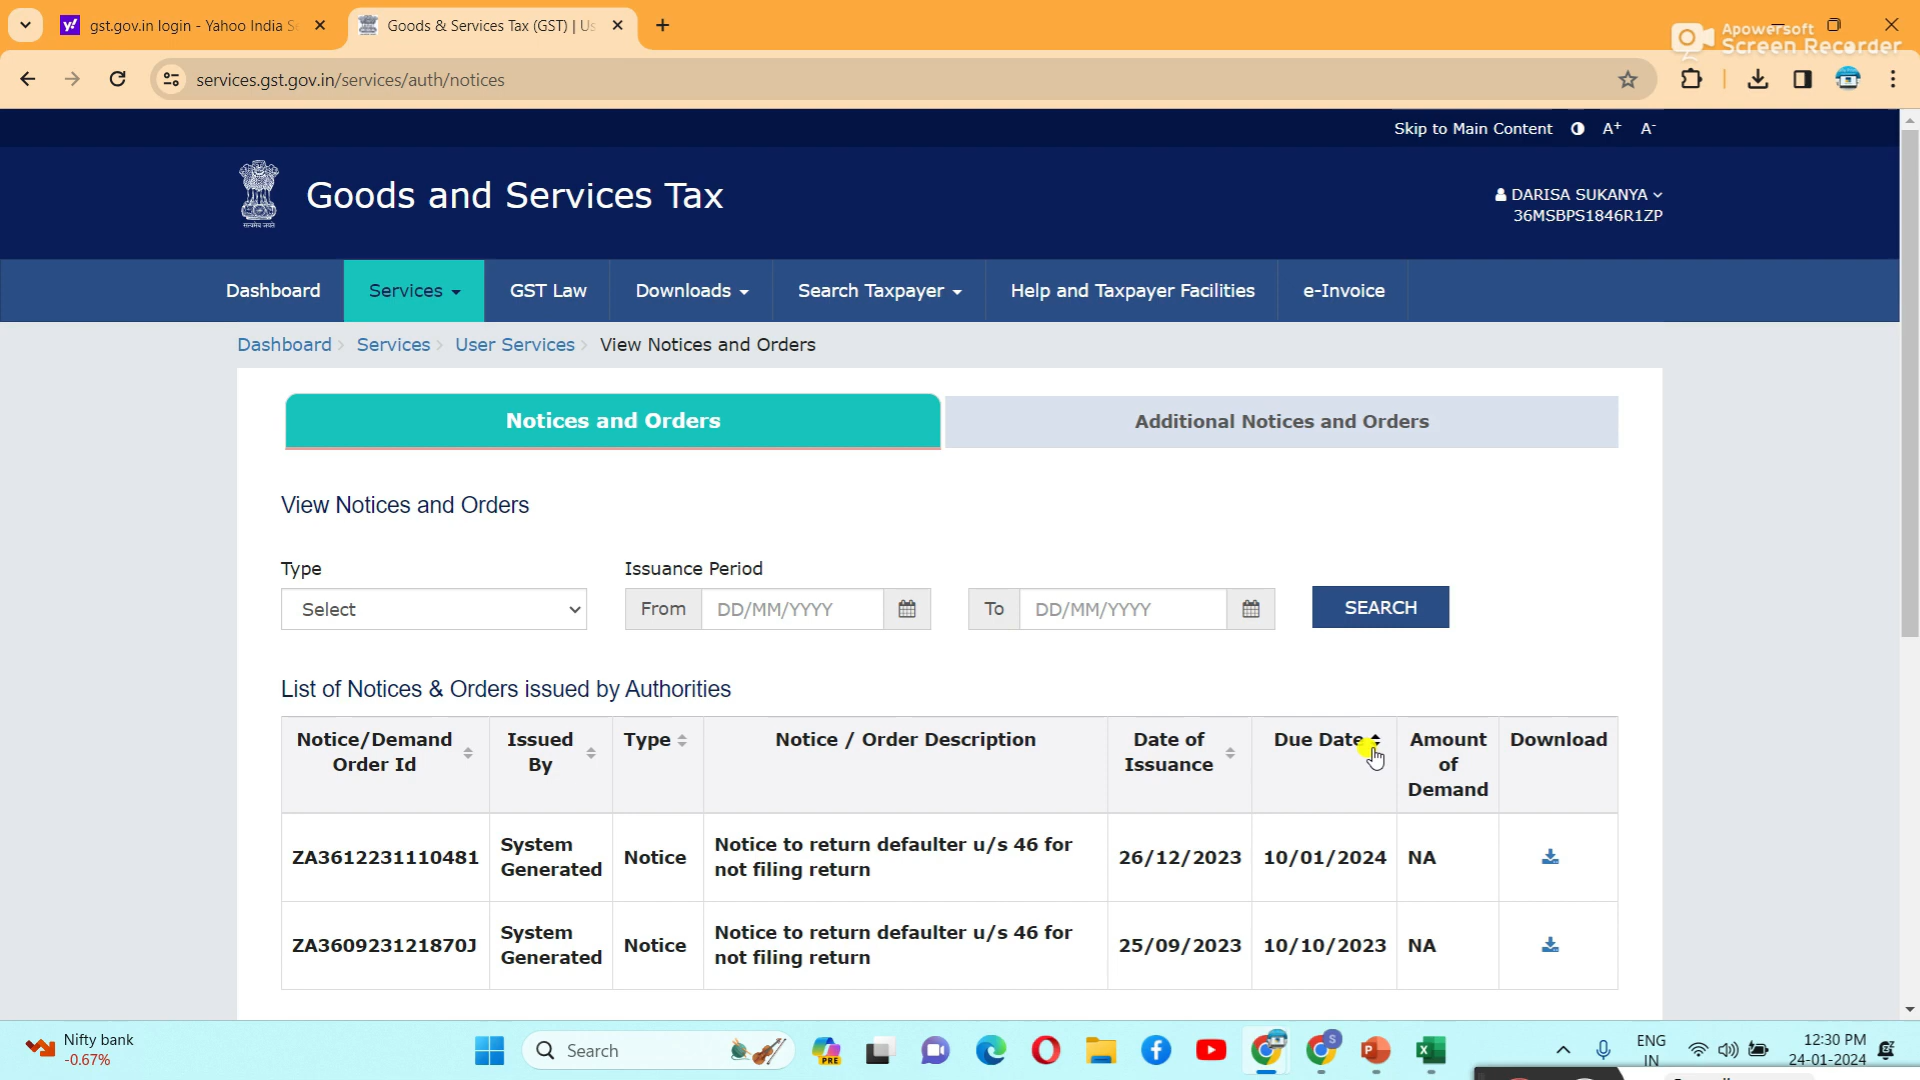 gst.gov.in login - Yahoo India S
Goods & Services Tax (GST) | Us
Apowersoft
Screen Recorder
services.gst.gov.in/services/auth/notices
Skip to Main Content A+ A-
सत्यमेव जयते
Goods and Services Tax
DARISA SUKANYA
36MSBPS1846R1ZP
Dashboard Services GST Law Downloads Search Taxpayer Help and Taxpayer Facilities e-Invoice
Dashboard Services User Services View Notices and Orders
Notices and Orders
Additional Notices and Orders
View Notices and Orders
Type
Issuance Period
Select
From DD/MM/YYYY
To DD/MM/YYYY
SEARCH
List of Notices & Orders issued by Authorities
Notice/Demand
Order Id
Issued
By
Type
Notice / Order Description
Date of
Issuance
Due Date
Amount
of
Demand
Download
ZA3612231110481
System
Generated
Notice
Notice to return defaulter u/s 46 for
not filing return
26/12/2023
10/01/2024
NA
ZA360923121870J
System
Generated
Notice
Notice to return defaulter u/s 46 for
not filing return
25/09/2023
10/10/2023
NA
Nifty bank
-0.67%
Search
PRE
S
ENG
IN
12:30 PM
24-01-2024